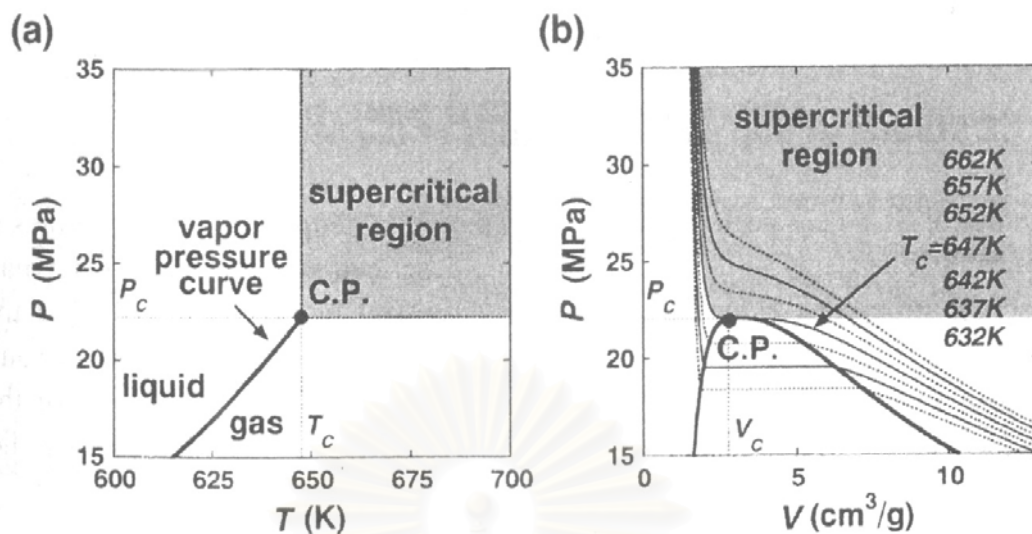 (a)
35
30
25
20
15
P (MPa)
P_c
supercritical
region
vapor
pressure
curve
C.P.
liquid
gas
T_c
600
625
650
675
700
T (K)
(b)
35
30
25
20
15
P (MPa)
P_c
supercritical
region
662K
657K
652K
T_c=647K
642K
637K
632K
C.P.
V_c
0
5
10
V (cm³/g)